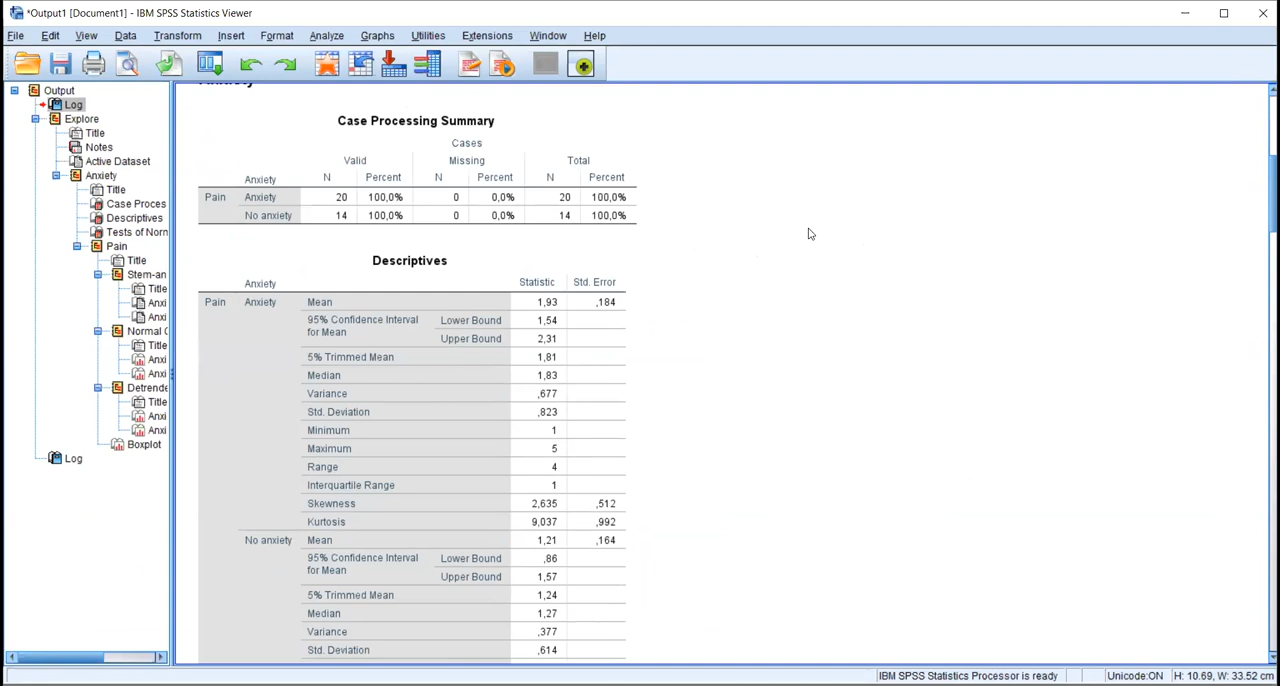 *Output1 [Document1] - IBM SPSS Statistics Viewer
File Edit View Data Transform Insert Format Analyze Graphs Utilities Extensions Window Help
Output
Log
Explore
Title
Notes
Active Dataset
Anxiety
Title
Case Proces
Descriptives
Tests of Norn
Pain
Title
Stem-an
Title
Anxi
Anxi
Normal C
Title
Anxi
Anxi
Detrende
Title
Anxi
Anxi
Boxplot
Log
Anxiety
Case Processing Summary
Cases
Valid Missing Total
Anxiety N Percent N Percent N Percent
Pain Anxiety 20 100,0% 0 0,0% 20 100,0%
No anxiety 14 100,0% 0 0,0% 14 100,0%
Descriptives
Anxiety Statistic Std. Error
Pain Anxiety Mean 1,93 ,184
95% Confidence Interval for Mean Lower Bound 1,54
Upper Bound 2,31
5% Trimmed Mean 1,81
Median 1,83
Variance ,677
Std. Deviation ,823
Minimum 1
Maximum 5
Range 4
Interquartile Range 1
Skewness 2,635 ,512
Kurtosis 9,037 ,992
No anxiety Mean 1,21 ,164
95% Confidence Interval for Mean Lower Bound ,86
Upper Bound 1,57
5% Trimmed Mean 1,24
Median 1,27
Variance ,377
Std. Deviation ,614
IBM SPSS Statistics Processor is ready Unicode:ON H: 10.69, W: 33.52 cm